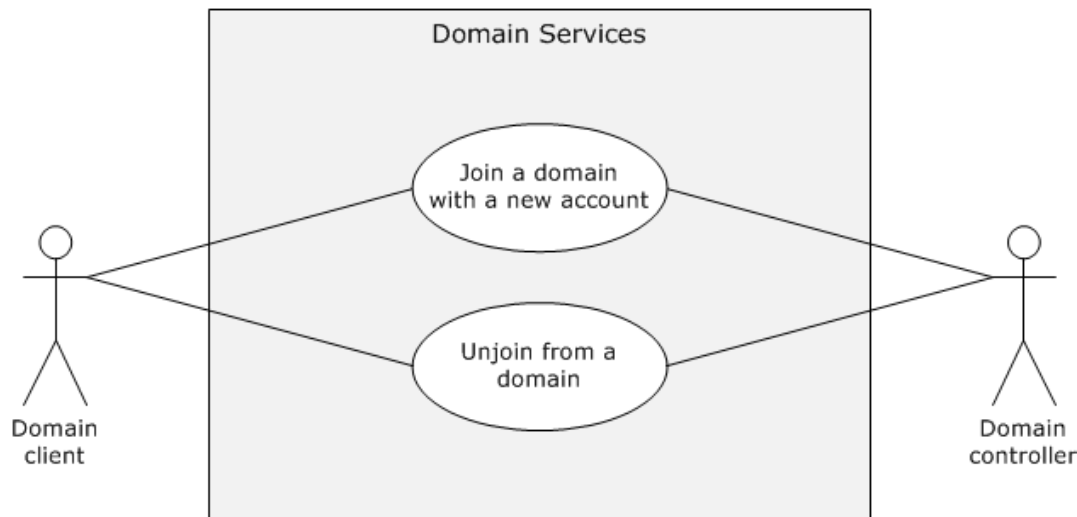 Domain Services
Join a domain
with a new account
Unjoin from a
domain
Domain
client
Domain
controller